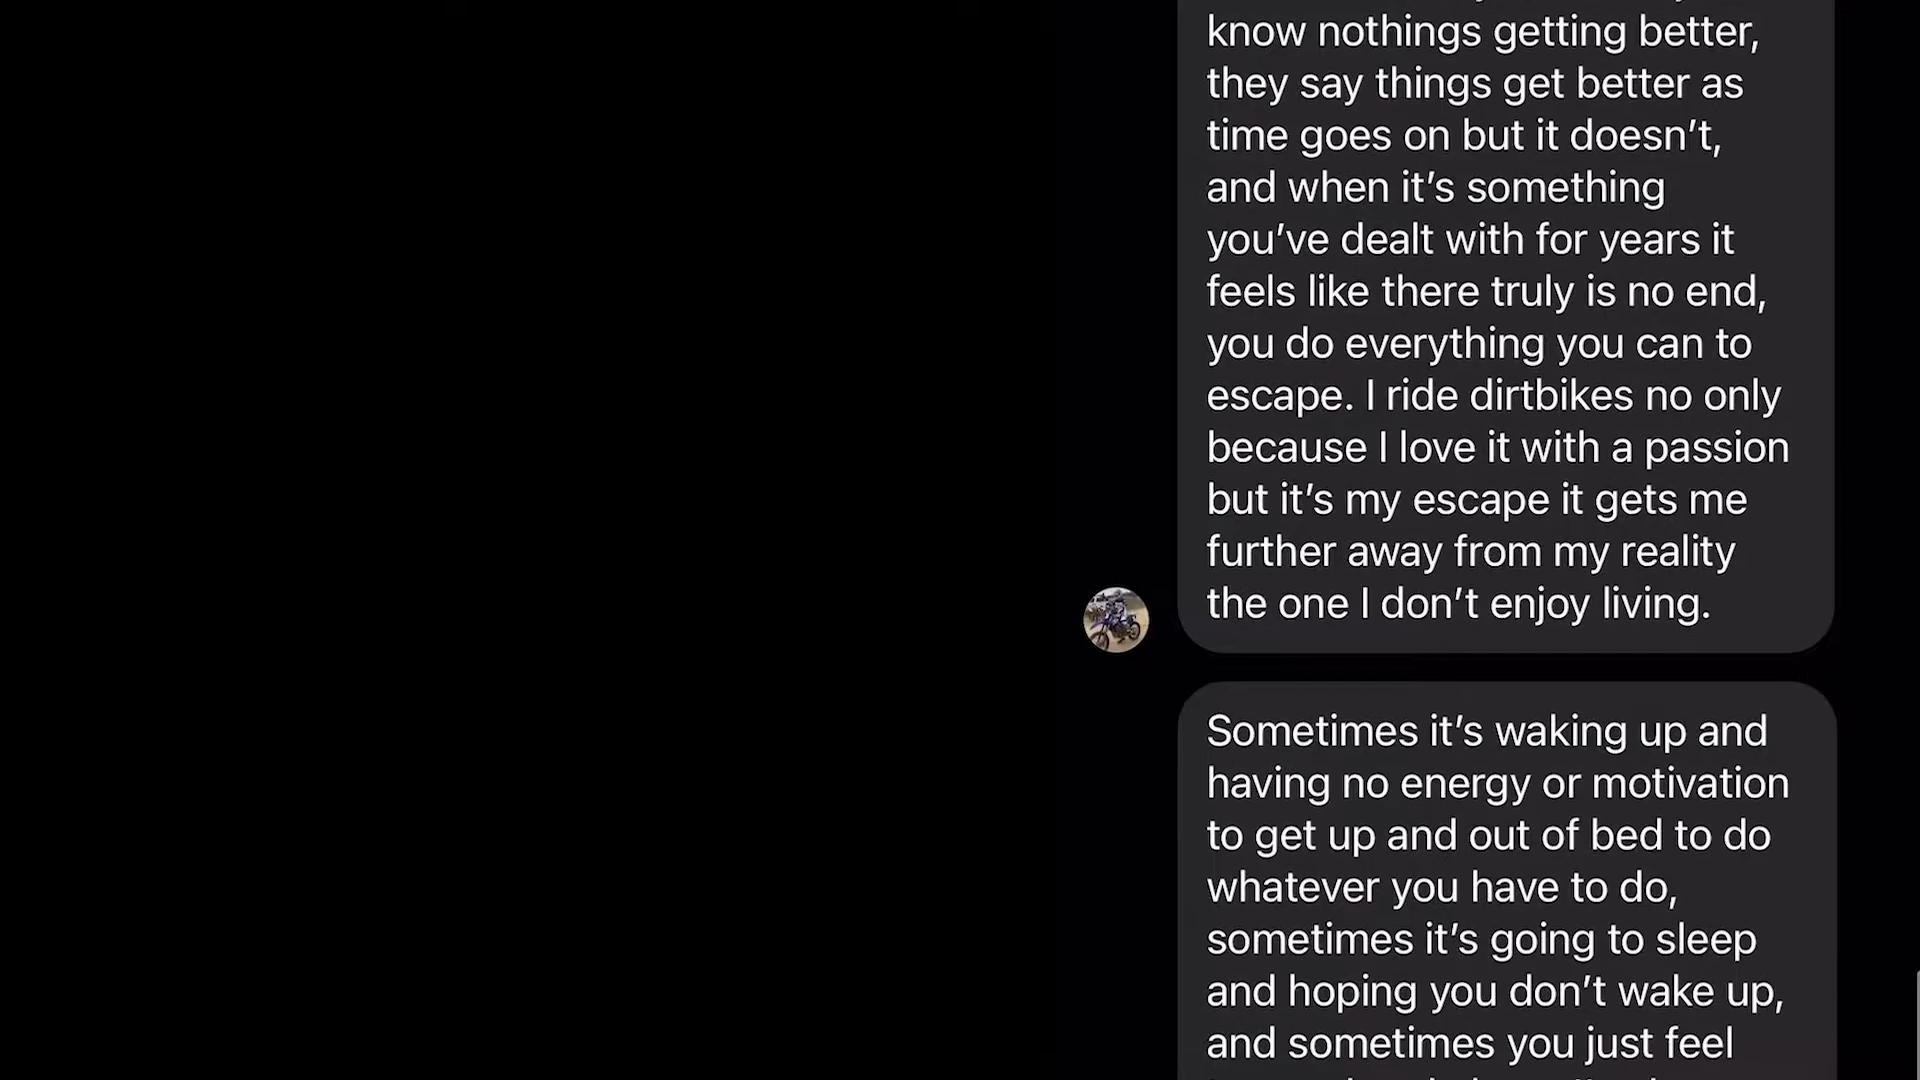 know nothings getting better,
they say things get better as
time goes on but it doesn’t,
and when it’s something
you’ve dealt with for years it
feels like there truly is no end,
you do everything you can to
escape. I ride dirtbikes no only
because I love it with a passion
but it’s my escape it gets me
further away from my reality
the one I don’t enjoy living.
Sometimes it’s waking up and
having no energy or motivation
to get up and out of bed to do
whatever you have to do,
sometimes it’s going to sleep
and hoping you don’t wake up,
and sometimes you just feel